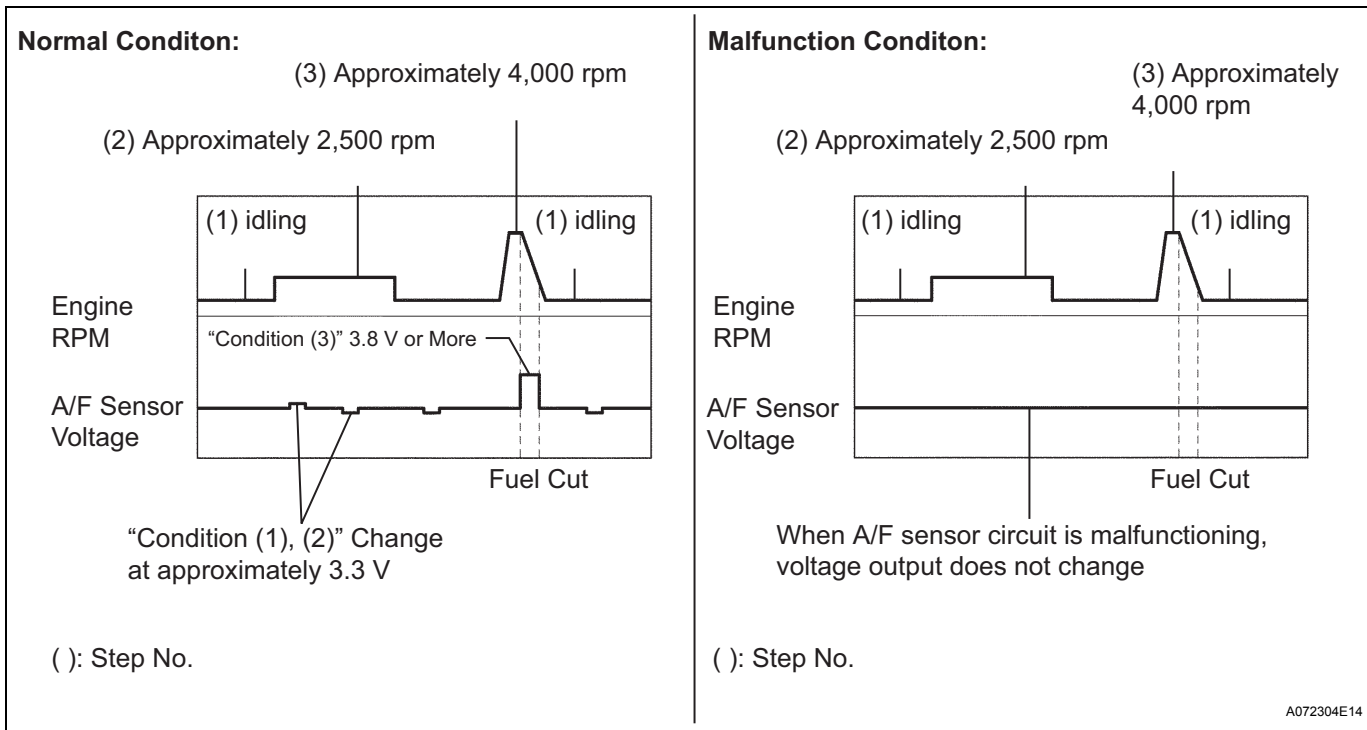 Normal Conditon:
(3) Approximately 4,000 rpm
(2) Approximately 2,500 rpm
(1) idling
(1) idling
Engine
RPM
“Condition (3)” 3.8 V or More
A/F Sensor
Voltage
Fuel Cut
“Condition (1), (2)” Change
at approximately 3.3 V
( ): Step No.
Malfunction Conditon:
(3) Approximately
4,000 rpm
(2) Approximately 2,500 rpm
(1) idling
(1) idling
Engine
RPM
A/F Sensor
Voltage
Fuel Cut
When A/F sensor circuit is malfunctioning,
voltage output does not change
( ): Step No.
A072304E14